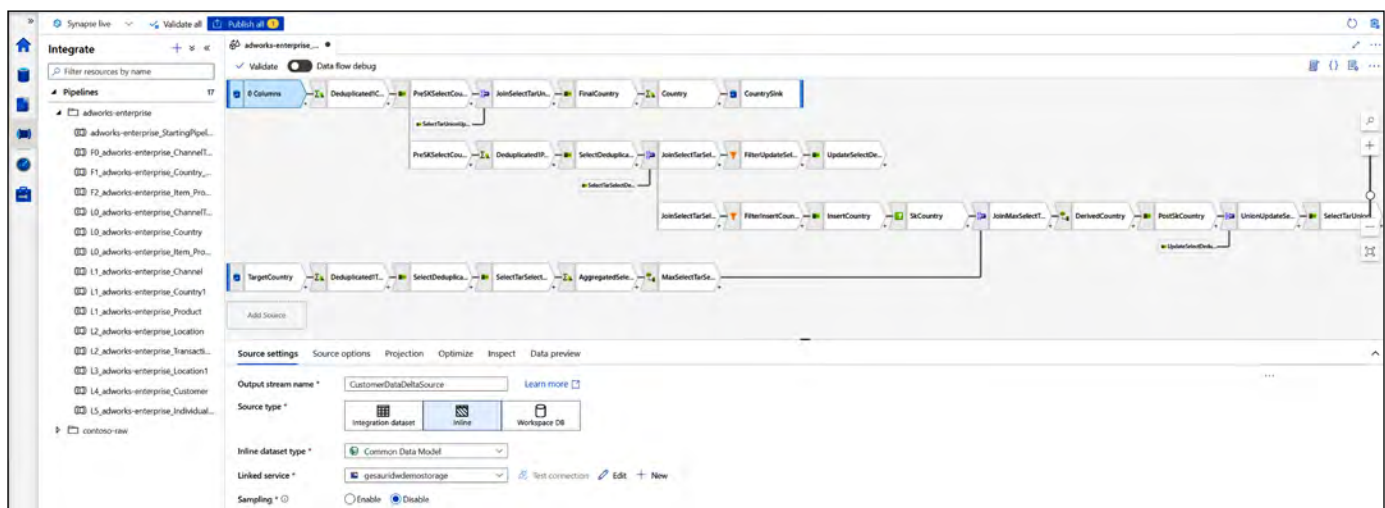 Synapse live Validate all Publish all 1
Integrate
adworks-enterprise_...
Filter resources by name
Validate Data flow debug
Pipelines 17
adworks-enterprise
adworks-enterprise_StartingPipel...
F0_adworks-enterprise_ChannelT...
F1_adworks-enterprise_Country_...
F2_adworks-enterprise_Item_Pro...
L0_adworks-enterprise_ChannelT...
L0_adworks-enterprise_Country
L0_adworks-enterprise_Item_Pro...
L1_adworks-enterprise_Channel
L1_adworks-enterprise_Country1
L1_adworks-enterprise_Product
L2_adworks-enterprise_Location
L2_adworks-enterprise_Transacti...
L3_adworks-enterprise_Location1
L4_adworks-enterprise_Customer
L5_adworks-enterprise_Individual...
contoso-raw
0 Columns Deduplicated1C... PreSKSelectCou... JoinSelectTarUn... FinalCountry Country CountrySink
SelectTarUnionUp...
PreSKSelectCou... Deduplicated1P... SelectDeduplica... JoinSelectTarSel... FilterUpdateSel... UpdateSelectDe...
SelectTarSelectDe...
JoinSelectTarSel... FilterInsertCoun... InsertCountry SkCountry JoinMaxSelectT... DerivedCountry PostSkCountry UnionUpdateSe... SelectTarUnion
UpdateSelectDedu...
TargetCountry Deduplicated1T... SelectDeduplica... SelectTarSelect... AggregatedSele... MaxSelectTarSe...
Add Source
Source settings Source options Projection Optimize Inspect Data preview
Output stream name * CustomerDataDeltaSource Learn more
Source type * Integration dataset Inline Workspace DB
Inline dataset type * Common Data Model
Linked service * gesauridwdemostorage Test connection Edit New
Sampling * Enable Disable